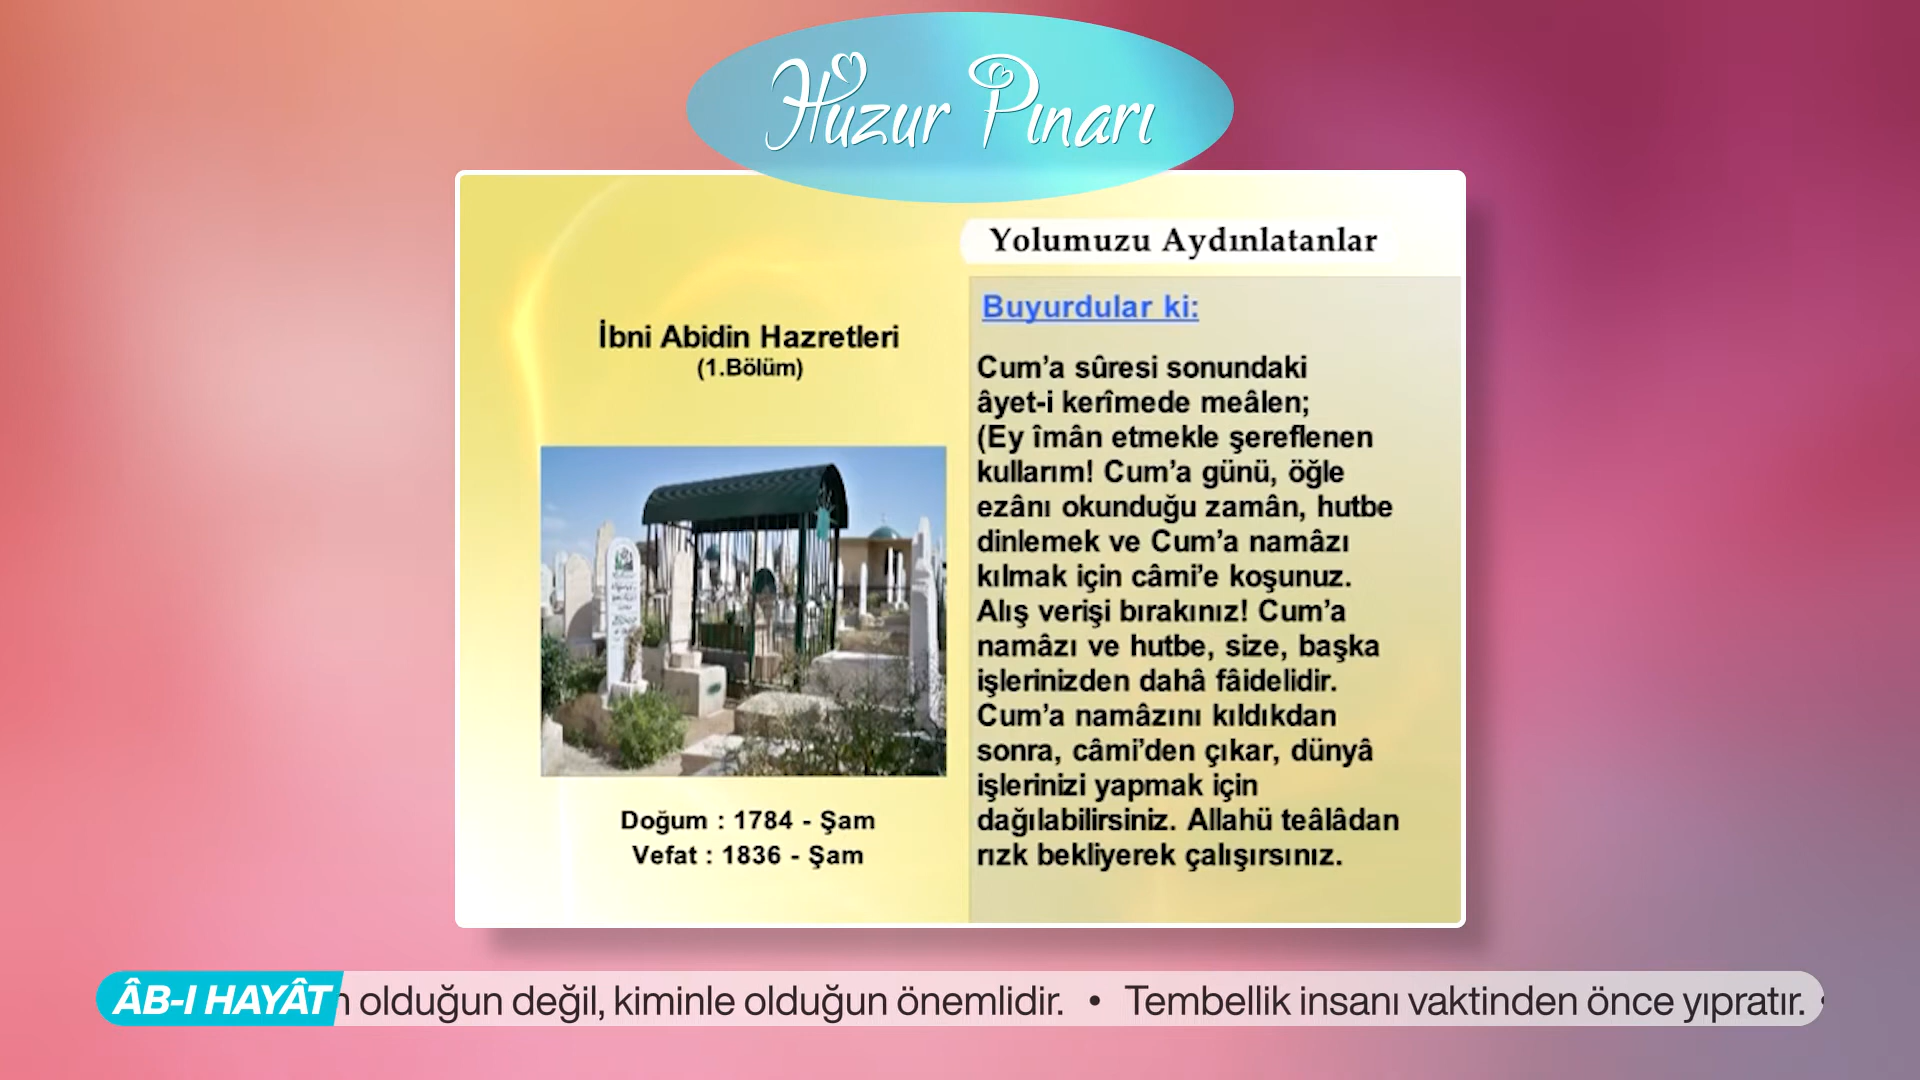 Huzur Pınarı
Yolumuzu Aydınlatanlar
İbni Abidin Hazretleri
(1.Bölüm)
Doğum : 1784 - Şam
Vefat : 1836 - Şam
Buyurdular ki:
Cum’a sûresi sonundaki
âyet-i kerîmede meâlen;
(Ey îmân etmekle şereflenen
kullarım! Cum’a günü, öğle
ezânı okunduğu zamân, hutbe
dinlemek ve Cum’a namâzı
kılmak için câmi’e koşunuz.
Alış verişi bırakınız! Cum’a
namâzı ve hutbe, size, başka
işlerinizden dahâ fâidelidir.
Cum’a namâzını kıldıkdan
sonra, câmi’den çıkar, dünyâ
işlerinizi yapmak için
dağılabilirsiniz. Allahü teâlâdan
rızk bekliyerek çalışırsınız.
ÂB-I HAYÂT olduğun değil, kiminle olduğun önemlidir. • Tembellik insanı vaktinden önce yıpratır.